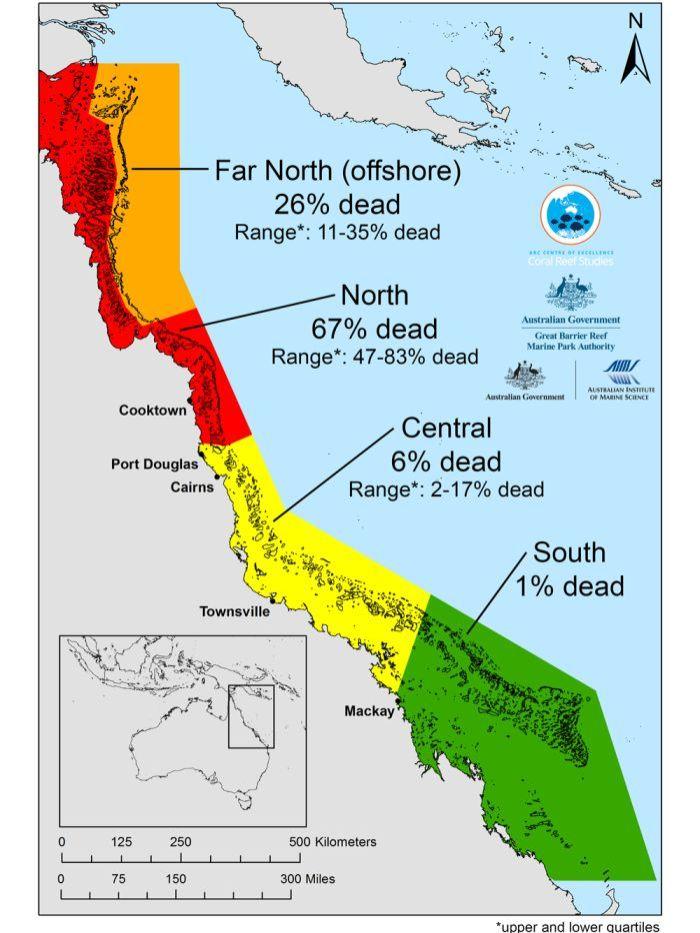 N
Far North (offshore)
26% dead
Range*: 11-35% dead
ARC CENTRE OF EXCELLENCE
Coral Reef Studies
North
67% dead
Range*: 47-83% dead
Australian Government
Great Barrier Reef
Marine Park Authority
Australian Government
AIMS
AUSTRALIAN INSTITUTE
OF MARINE SCIENCE
Cooktown
Central
6% dead
Range*: 2-17% dead
Port Douglas
Cairns
South
1% dead
Townsville
Mackay
0 125 250 500 Kilometers
0 75 150 300 Miles
*upper and lower quartiles